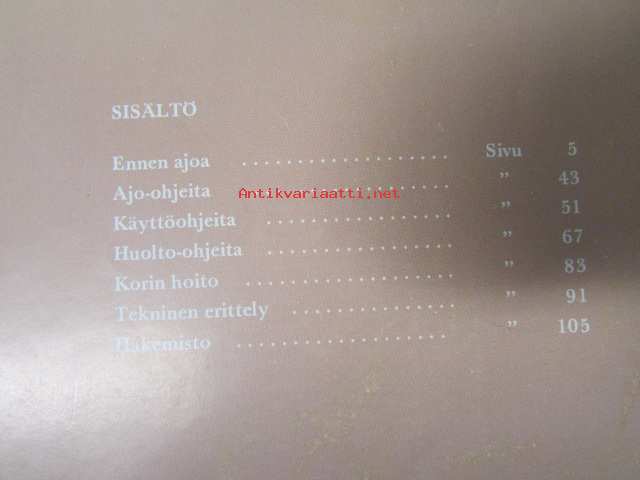 SISÄLTÖ
Ennen ajoa .................... Sivu 5
Ajo-ohjeita .................... ” 43
Antikvariaatti.net
Käyttöohjeita .................. ” 51
Huolto-ohjeita .................. ” 67
Korin hoito .................... ” 83
Tekninen erittely ................ ” 91
Hakemisto .................... ” 105